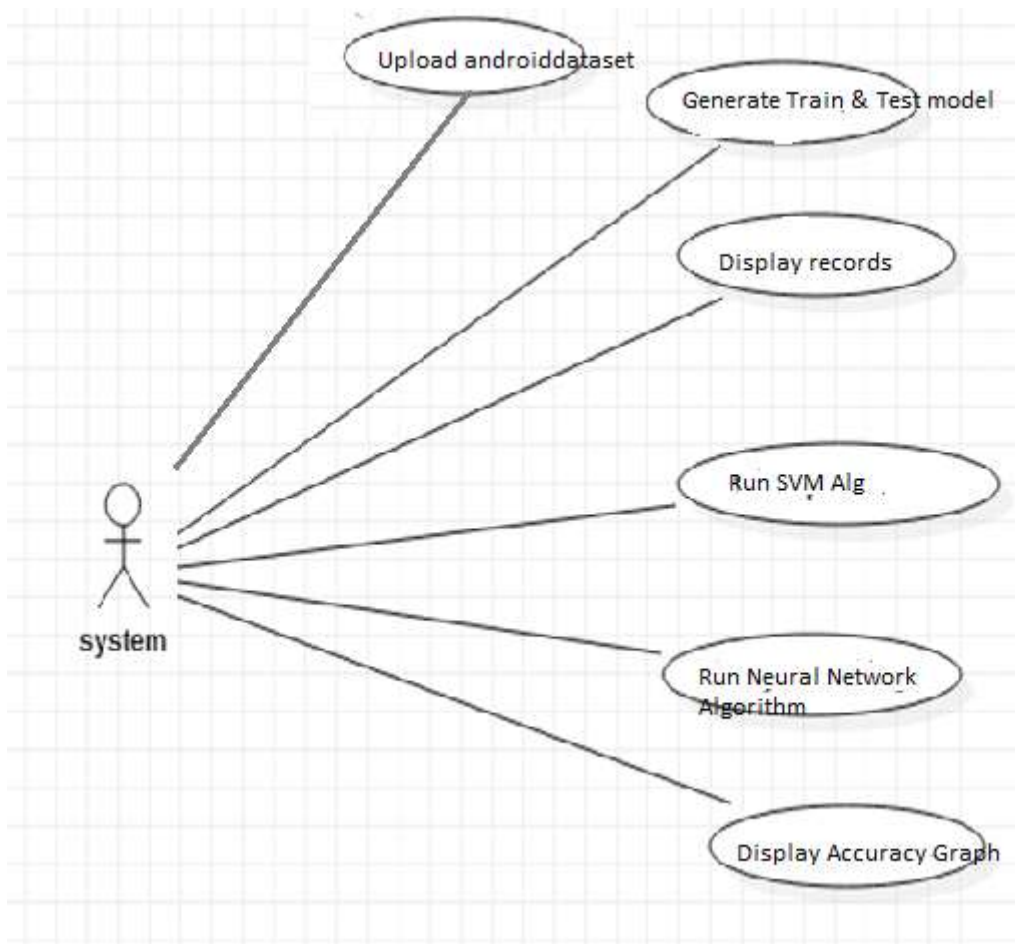 Upload androiddataset
Generate Train & Test model
Display records
Run SVM Alg
system
Run Neural Network
Algorithm
Display Accuracy Graph